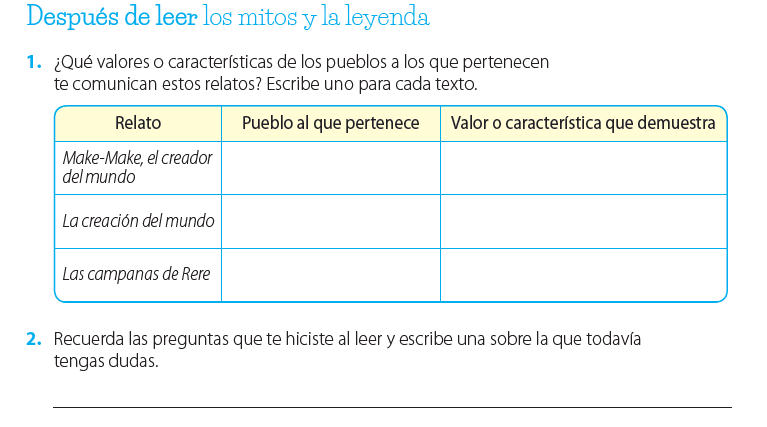 Después de leer los mitos y la leyenda
1. ¿Qué valores o características de los pueblos a los que pertenecen
te comunican estos relatos? Escribe uno para cada texto.
Relato Pueblo al que pertenece Valor o característica que demuestra
Make-Make, el creador
del mundo
La creación del mundo
Las campanas de Rere
2. Recuerda las preguntas que te hiciste al leer y escribe una sobre la que todavía
tengas dudas.